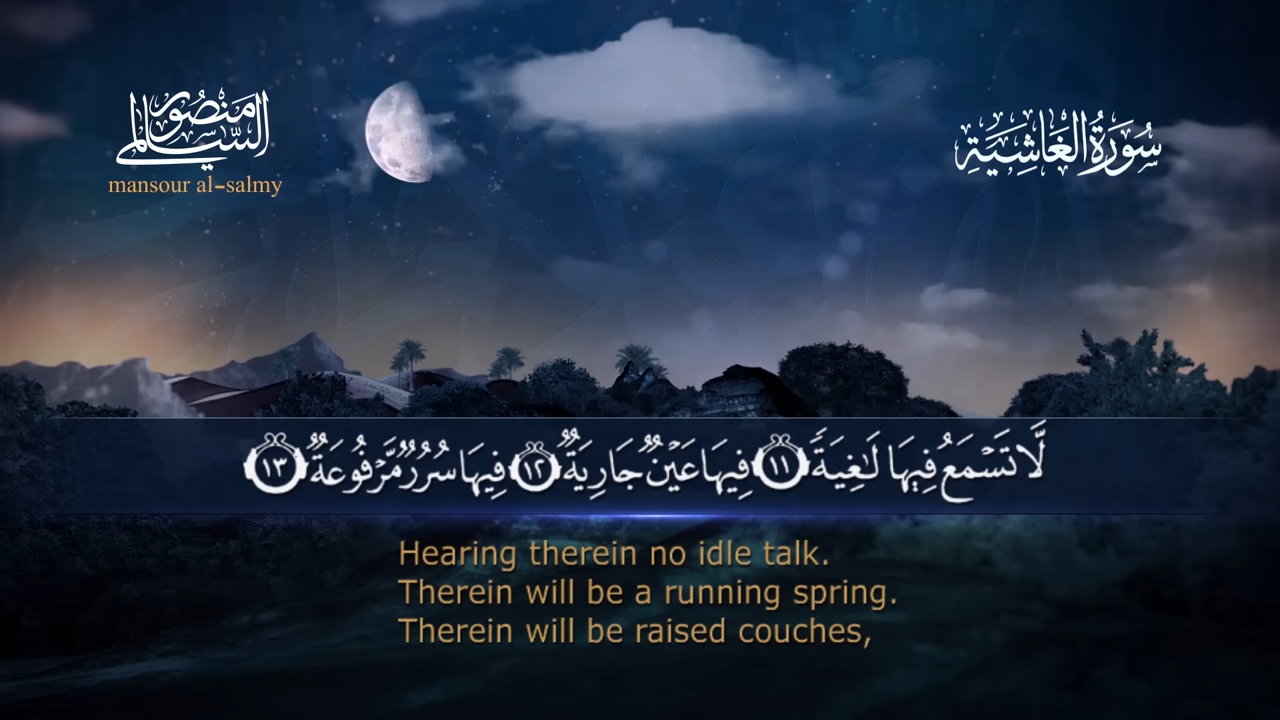 منصور السالمي
mansour al-salmy
سُورَةُ الْغَاشِيَةِ
لَّا تَسْمَعُ فِيهَا لَٰغِيَةً ١١ فِيهَا عَيْنٌ جَارِيَةٌ ١٢ فِيهَا سُرُرٌ مَّرْفُوعَةٌ ١٣
Hearing therein no idle talk.
Therein will be a running spring.
Therein will be raised couches,